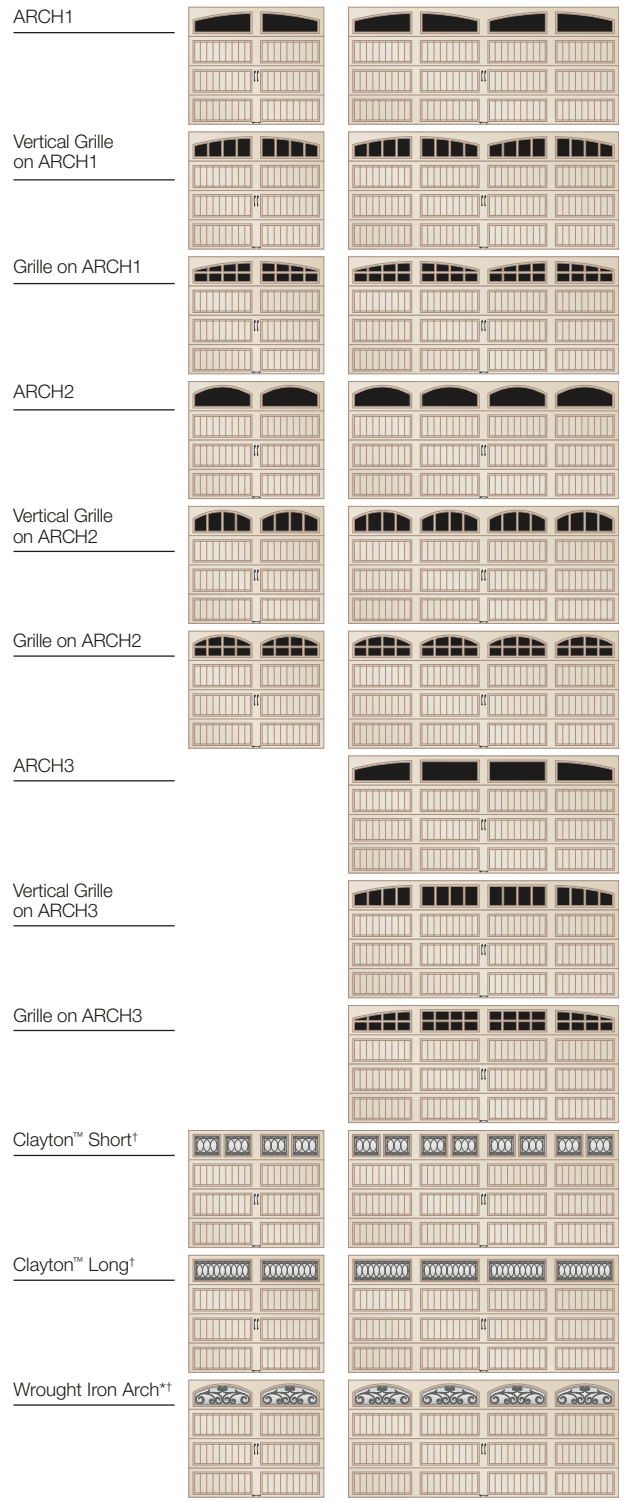 ARCH1
Vertical Grille
on ARCH1
Grille on ARCH1
ARCH2
Vertical Grille
on ARCH2
Grille on ARCH2
ARCH3
Vertical Grille
on ARCH3
Grille on ARCH3
Clayton™ Short†
Clayton™ Long†
Wrought Iron Arch*†